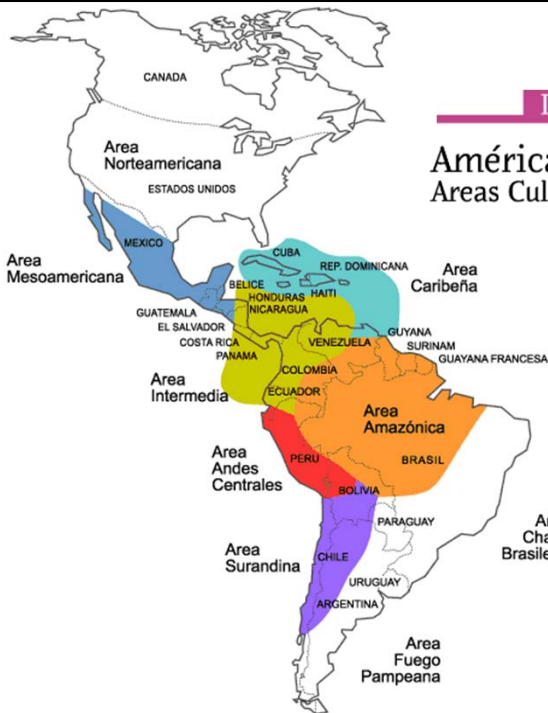 CANADA
Area
Norteamericana
ESTADOS UNIDOS
América
Areas Cul
MEXICO
Area
Mesoamericana
CUBA
REP. DOMINICANA
Area
Caribeña
BELICE
HAITI
HONDURAS
NICARAGUA
GUATEMALA
EL SALVADOR
COSTA RICA
PANAMA
VENEZUELA
GUYANA
SURINAM
GUAYANA FRANCESA
COLOMBIA
ECUADOR
Area
Intermedia
Area
Amazónica
PERU
BRASIL
Area
Andes
Centrales
BOLIVIA
PARAGUAY
Area
Surandina
CHILE
URUGUAY
ARGENTINA
Area
Fuego
Pampeana